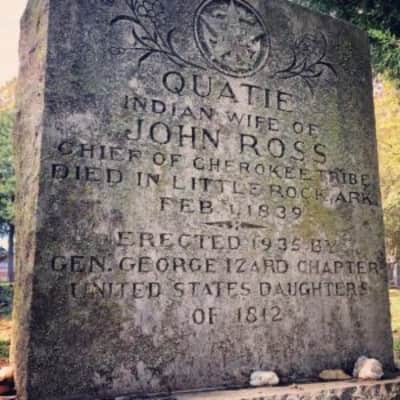 QUATIE
INDIAN WIFE OF
JOHN ROSS
CHIEF OF CHEROKEE TRIBE
DIED IN LITTLE ROCK, ARK.
FEB. 1, 1839
ERECTED 1935 BY
GEN. GEORGE IZARD CHAPTER
UNITED STATES DAUGHTERS
OF 1812